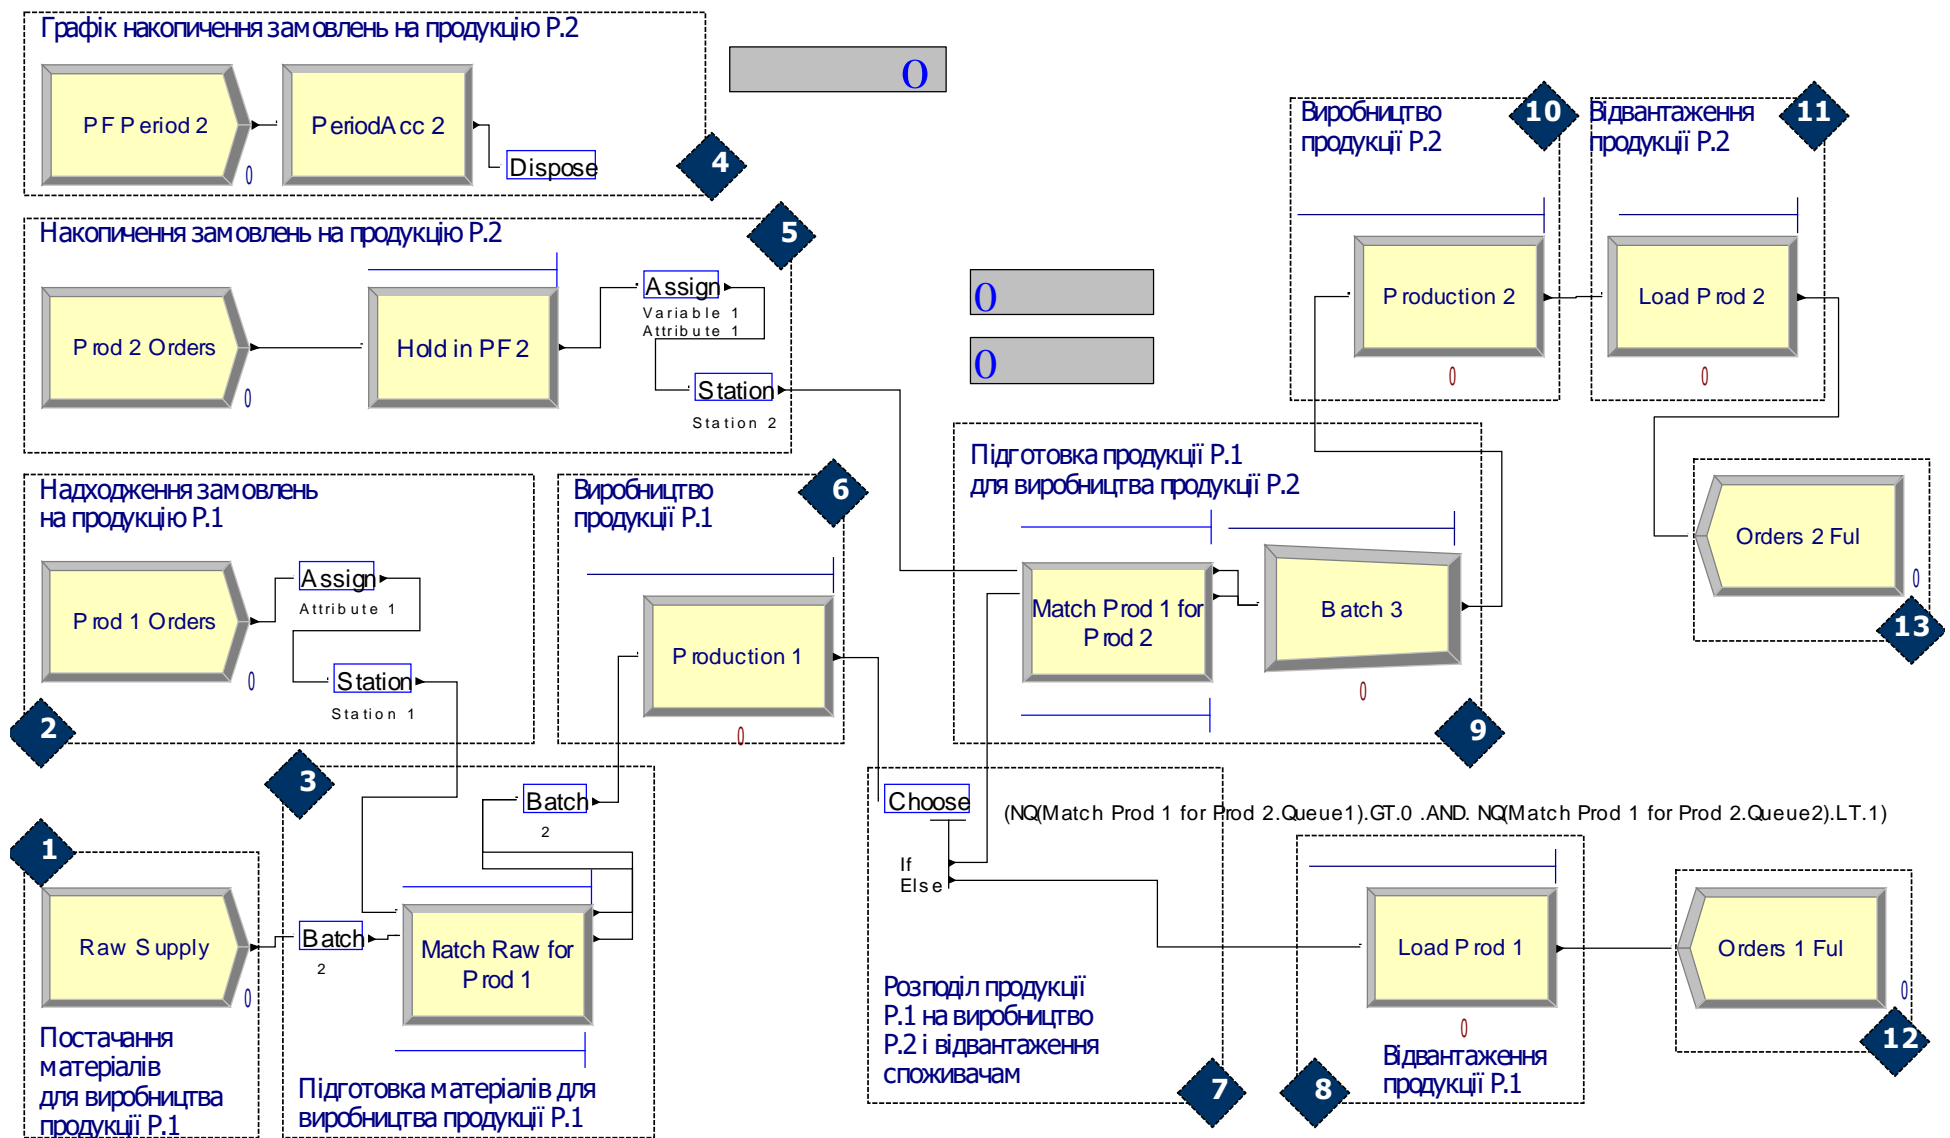 Графік накопичення замовлень на продукцію Р.2
PF Period 2
0
PeriodAcc 2
Dispose
4
0
Накопичення замовлень на продукцію Р.2
5
Prod 2 Orders
0
Hold in PF 2
Assign
Variable 1
Attribute 1
Station
Station 2
0
0
Виробництво
продукції Р.2
10
Production 2
0
Відвантаження
продукції Р.2
11
Load Prod 2
0
Надходження замовлень
на продукцію Р.1
Prod 1 Orders
0
Assign
Attribute 1
Station
Station 1
2
Виробництво
продукції Р.1
6
Production 1
0
Підготовка продукції Р.1
для виробництва продукції Р.2
Match Prod 1 for
Prod 2
Batch 3
0
9
Orders 2 Ful
0
13
1
Raw Supply
0
Постачання
матеріалів
для виробництва
продукції Р.1
3
Batch
2
Batch
2
Match Raw for
Prod 1
Підготовка матеріалів для
виробництва продукції Р.1
Choose
(NQ(Match Prod 1 for Prod 2.Queue1).GT.0 .AND. NQ(Match Prod 1 for Prod 2.Queue2).LT.1)
If
Else
Розподіл продукції
Р.1 на виробництво
Р.2 і відвантаження
споживачам
7
8
Load Prod 1
0
Відвантаження
продукції Р.1
Orders 1 Ful
0
12